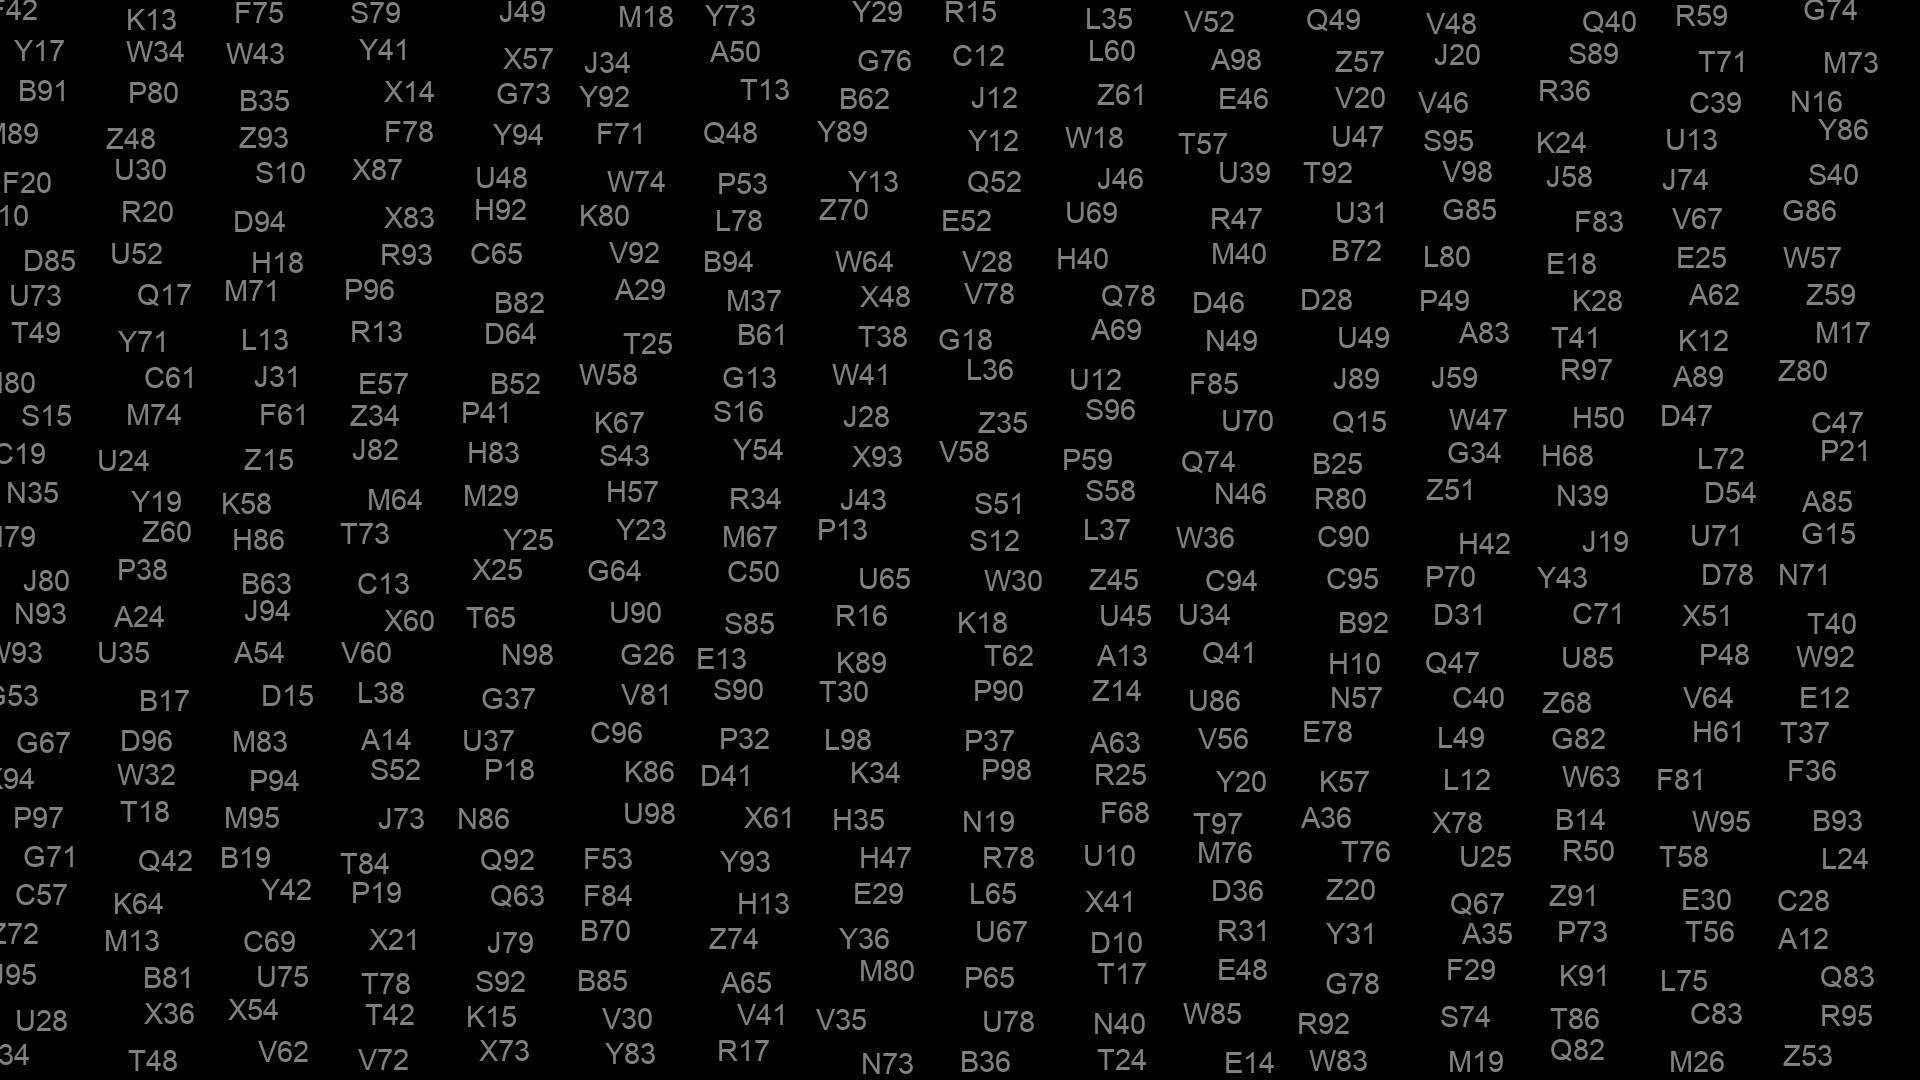 K13 F75 S79 J49 M18 Y73 Y29 R15 L35 V52 Q49 V48 Q40 R59 G74
Y17 W34 W43 Y41 X57 J34 A50 G76 C12 L60 A98 Z57 J20 S89 T71 M73
B91 P80 B35 X14 G73 Y92 T13 B62 J12 Z61 E46 V20 V46 R36 C39 N16
Z48 Z93 F78 Y94 F71 Q48 Y89 Y12 W18 T57 U47 S95 K24 U13 Y86
F20 U30 S10 X87 U48 W74 P53 Y13 Q52 J46 U39 T92 V98 J58 J74 S40
R20 D94 X83 H92 K80 L78 Z70 E52 U69 R47 U31 G85 F83 V67 G86
D85 U52 H18 R93 C65 V92 B94 W64 V28 H40 M40 B72 L80 E18 E25 W57
U73 Q17 M71 P96 B82 A29 M37 X48 V78 Q78 D46 D28 P49 K28 A62 Z59
T49 Y71 L13 R13 D64 T25 B61 T38 G18 A69 N49 U49 A83 T41 K12 M17
C61 J31 E57 B52 W58 G13 W41 L36 U12 F85 J89 J59 R97 A89 Z80
S15 M74 F61 Z34 P41 K67 S16 J28 Z35 S96 U70 Q15 W47 H50 D47 C47
C19 U24 Z15 J82 H83 S43 Y54 X93 V58 P59 Q74 B25 G34 H68 L72 P21
N35 Y19 K58 M64 M29 H57 R34 J43 S51 S58 N46 R80 Z51 N39 D54 A85
Z60 H86 T73 Y25 Y23 M67 P13 S12 L37 W36 C90 H42 J19 U71 G15
J80 P38 B63 C13 X25 G64 C50 U65 W30 Z45 C94 C95 P70 Y43 D78 N71
N93 A24 J94 X60 T65 U90 S85 R16 K18 U45 U34 B92 D31 C71 X51 T40
W93 U35 A54 V60 N98 G26 E13 K89 T62 A13 Q41 H10 Q47 U85 P48 W92
G53 B17 D15 L38 G37 V81 S90 T30 P90 Z14 U86 N57 C40 Z68 V64 E12
G67 D96 M83 A14 U37 C96 P32 L98 P37 A63 V56 E78 L49 G82 H61 T37
W32 P94 S52 P18 K86 D41 K34 P98 R25 Y20 K57 L12 W63 F81 F36
P97 T18 M95 J73 N86 U98 X61 H35 N19 F68 T97 A36 X78 B14 W95 B93
G71 Q42 B19 T84 Q92 F53 Y93 H47 R78 U10 M76 T76 U25 R50 T58 L24
C57 K64 Y42 P19 Q63 F84 H13 E29 L65 X41 D36 Z20 Q67 Z91 E30 C28
Z72 M13 C69 X21 J79 B70 Z74 Y36 U67 D10 R31 Y31 A35 P73 T56 A12
B81 U75 T78 S92 B85 A65 M80 P65 T17 E48 G78 F29 K91 L75 Q83
U28 X36 X54 T42 K15 V30 V41 V35 U78 N40 W85 R92 S74 T86 C83 R95
T48 V62 V72 X73 Y83 R17 N73 B36 T24 E14 W83 M19 Q82 M26 Z53